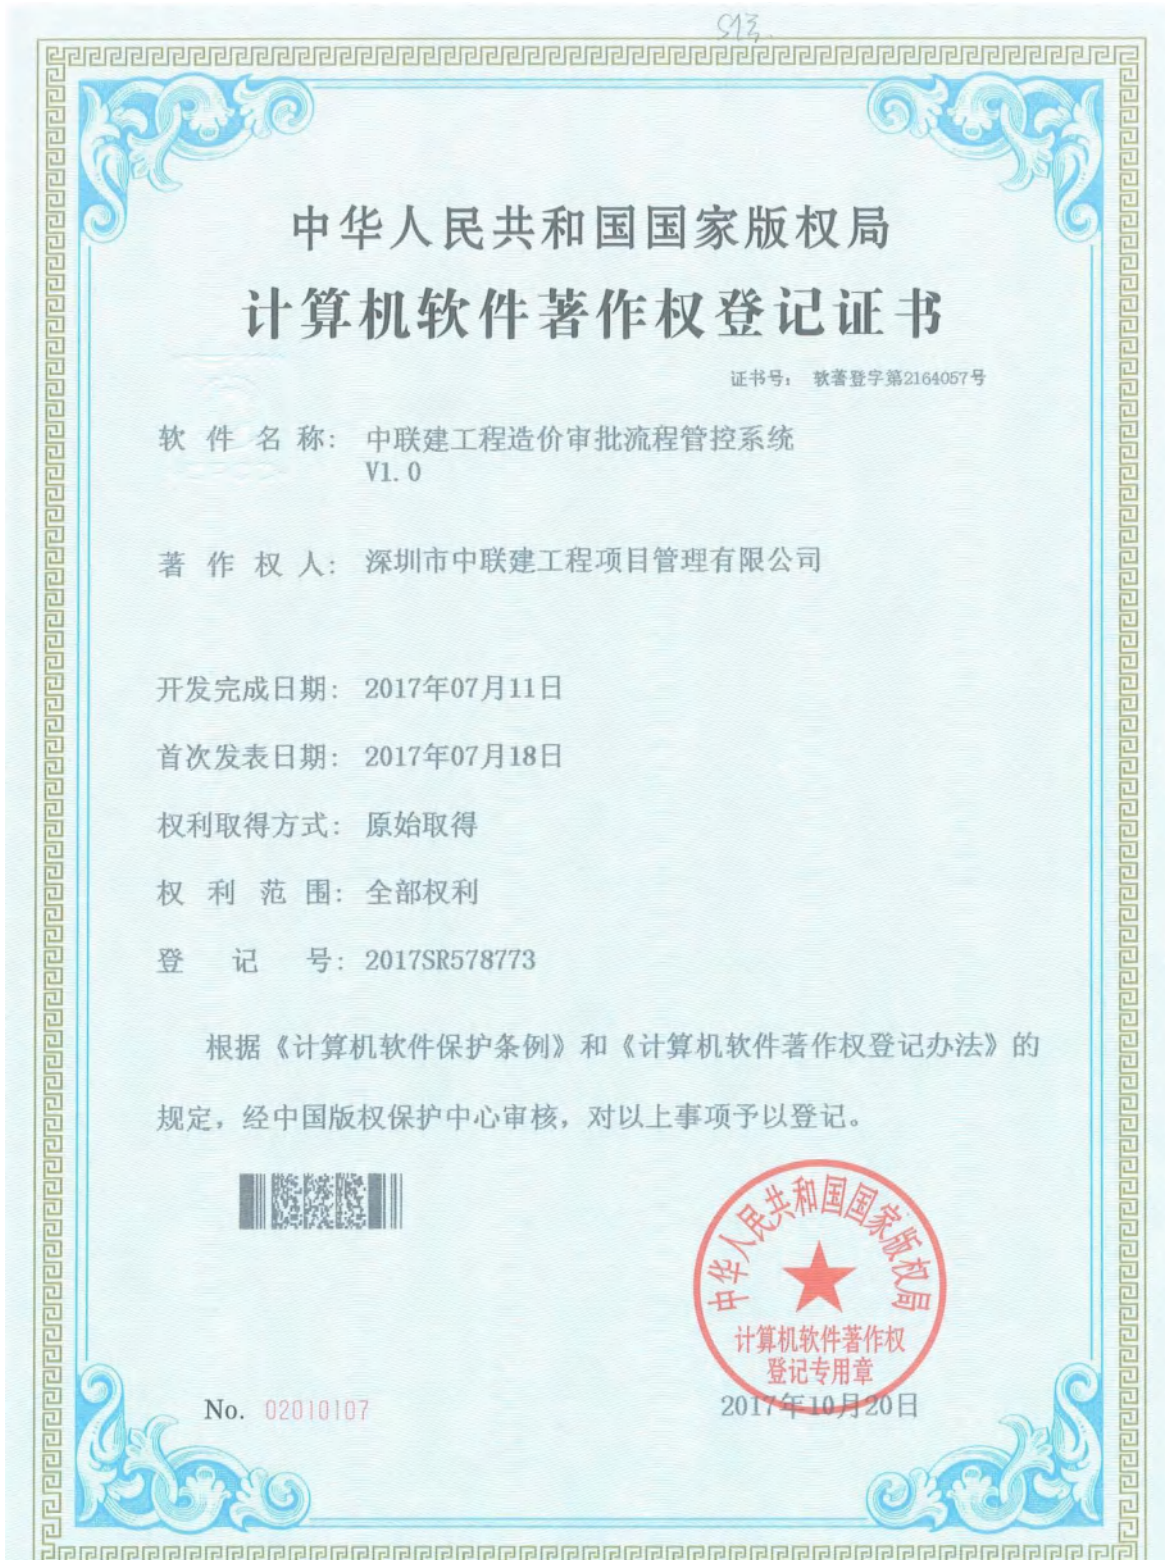 中华人民共和国国家版权局
计算机软件著作权登记证书
证书号： 软著登字第2164057号
软件名称： 中联建工程造价审批流程管控系统
V1.0
著作权人： 深圳市中联建工程项目管理有限公司
开发完成日期： 2017年07月11日
首次发表日期： 2017年07月18日
权利取得方式： 原始取得
权利范围： 全部权利
登记号： 2017SR578773
根据《计算机软件保护条例》和《计算机软件著作权登记办法》的
规定，经中国版权保护中心审核，对以上事项予以登记。
中华人民共和国国家版权局
计算机软件著作权
登记专用章
No. 02010107
2017年10月20日